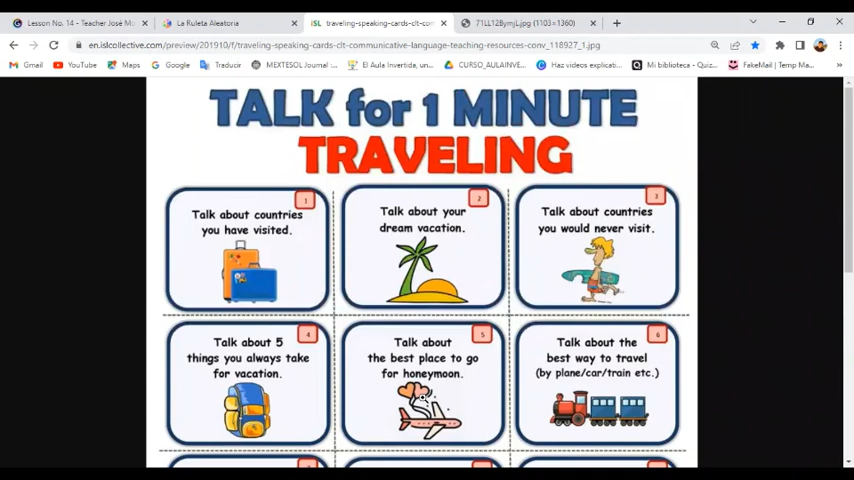 Lesson No. 14 - Teacher José Mo
La Ruleta Aleatoria
iSL traveling-speaking-cards-clt-com
71LL12BymjL.jpg (1103×1360)
en.islcollective.com/preview/201910/f/traveling-speaking-cards-clt-communicative-language-teaching-resources-conv_118927_1.jpg
Gmail YouTube Maps Google Traducir MEXTESOL Journal :... El Aula Invertida, un... CURSO_AULAINVE... Haz videos explicati... Mi biblioteca - Quiz... FakeMail | Temp Ma...
TALK for 1 MINUTE
TRAVELING
1
Talk about countries
you have visited.
2
Talk about your
dream vacation.
3
Talk about countries
you would never visit.
4
Talk about 5
things you always take
for vacation.
5
Talk about
the best place to go
for honeymoon.
6
Talk about the
best way to travel
(by plane/car/train etc.)